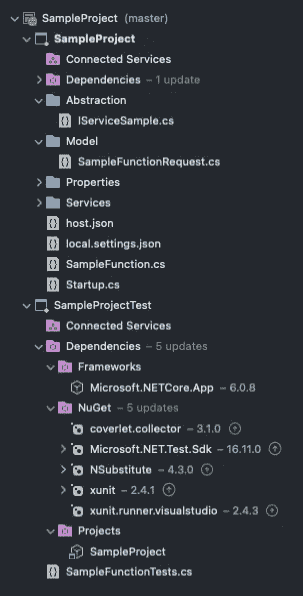 SampleProject (master)
SampleProject
Connected Services
Dependencies – 1 update
Abstraction
IServiceSample.cs
Model
SampleFunctionRequest.cs
Properties
Services
host.json
local.settings.json
SampleFunction.cs
Startup.cs
SampleProjectTest
Connected Services
Dependencies – 5 updates
Frameworks
Microsoft.NETCore.App – 6.0.8
NuGet – 5 updates
coverlet.collector – 3.1.0
Microsoft.NET.Test.Sdk – 16.11.0
NSubstitute – 4.3.0
xunit – 2.4.1
xunit.runner.visualstudio – 2.4.3
Projects
SampleProject
SampleFunctionTests.cs